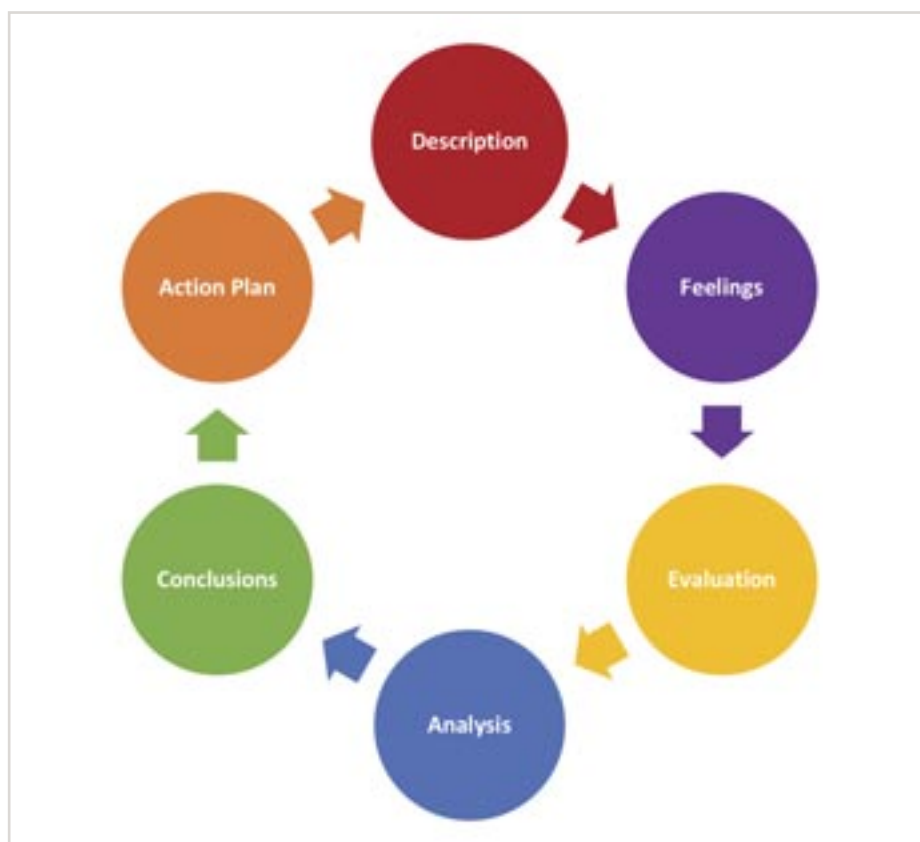 Description
Feelings
Evaluation
Analysis
Conclusions
Action Plan